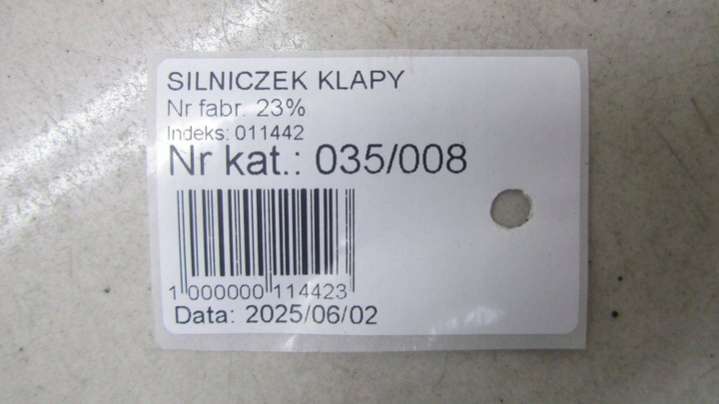 SILNICZEK KLAPY
Nr fabr. 23%
Indeks: 011442
Nr kat.: 035/008
1 000000 114423
Data: 2025/06/02